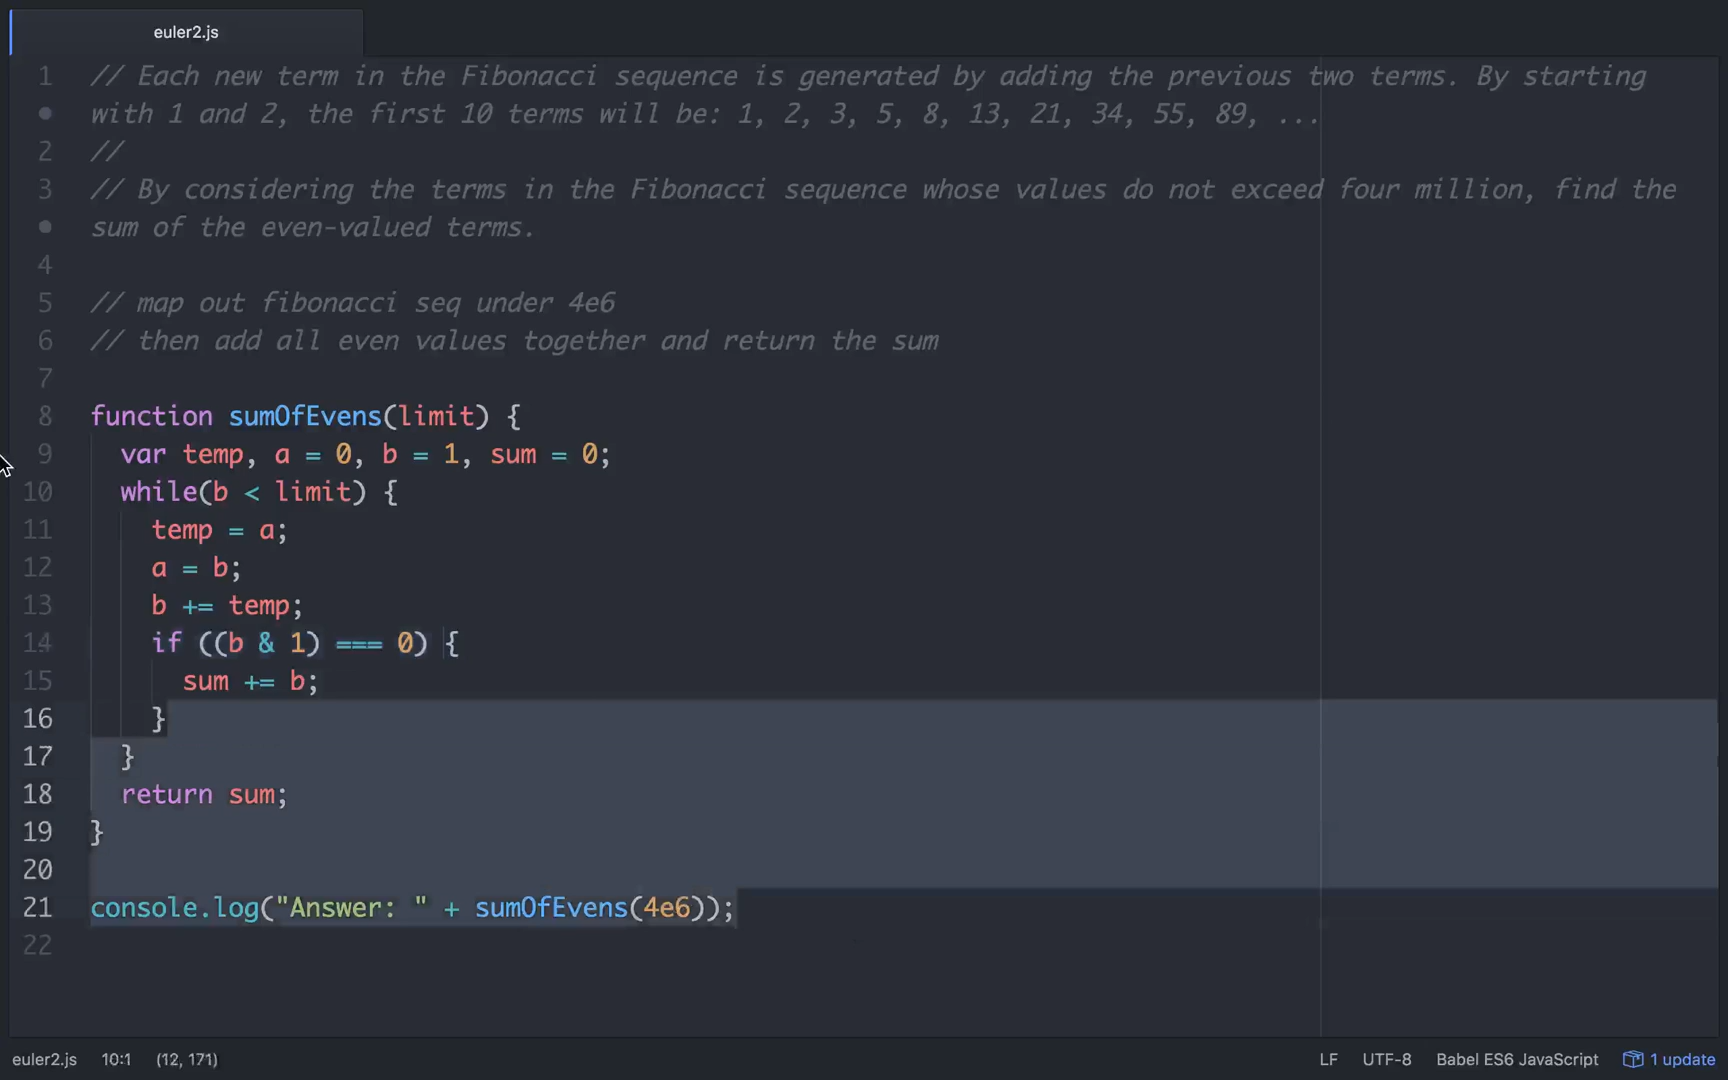 euler2.js
1 // Each new term in the Fibonacci sequence is generated by adding the previous two terms. By starting
• with 1 and 2, the first 10 terms will be: 1, 2, 3, 5, 8, 13, 21, 34, 55, 89, ...
2 //
3 // By considering the terms in the Fibonacci sequence whose values do not exceed four million, find the
• sum of the even-valued terms.
4
5 // map out fibonacci seq under 4e6
6 // then add all even values together and return the sum
7
8 function sumOfEvens(limit) {
9   var temp, a = 0, b = 1, sum = 0;
10   while(b < limit) {
11     temp = a;
12     a = b;
13     b += temp;
14     if ((b & 1) === 0) {
15       sum += b;
16     }
17   }
18   return sum;
19 }
20
21 console.log("Answer: " + sumOfEvens(4e6));
22
euler2.js 10:1 (12, 171) LF UTF-8 Babel ES6 JavaScript 1 update